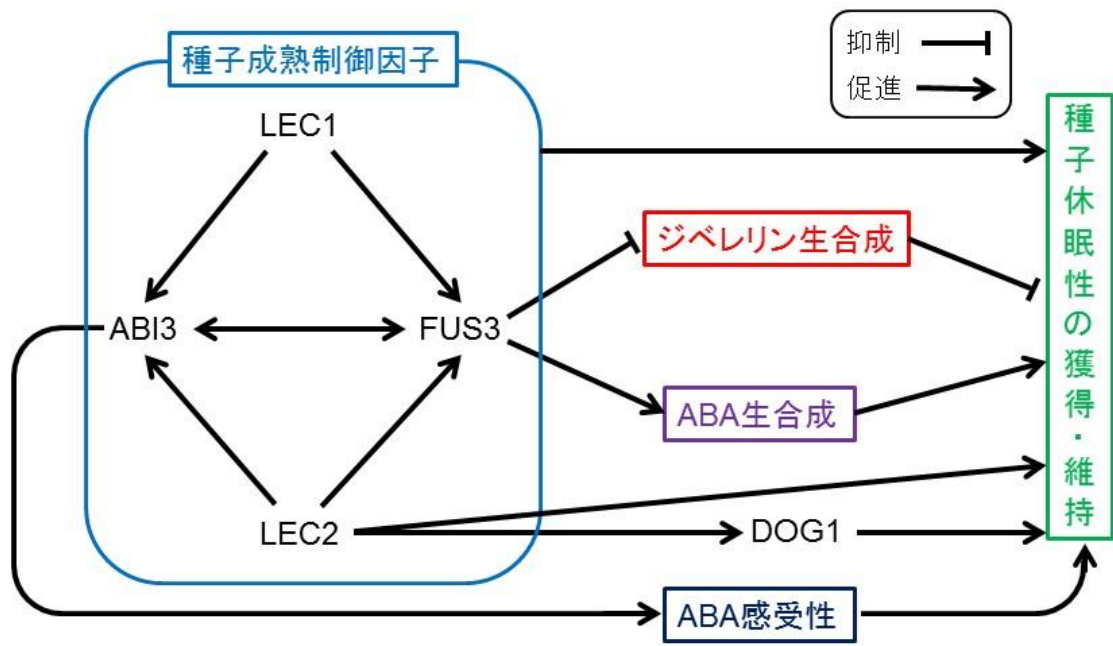 種子成熟制御因子
抑制
促進
LEC1
ジベリン生合成
ABI3
FUS3
ABA生合成
LEC2
DOG1
ABA感受性
種子休眠性の獲得・維持